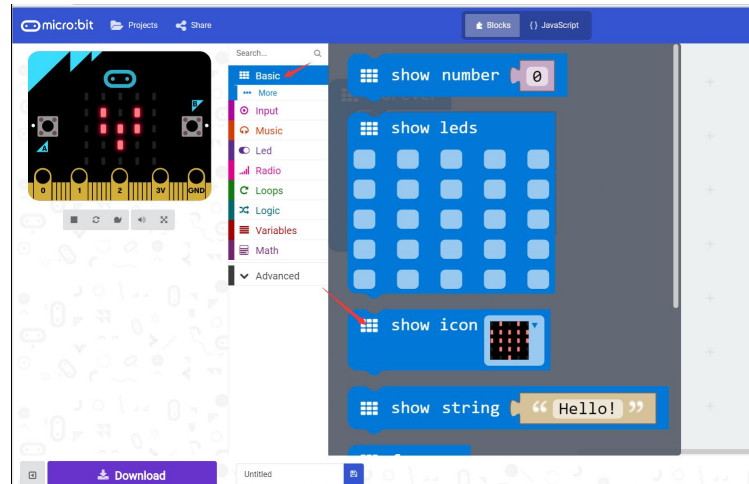 micro:bit Projects Share Blocks {} JavaScript
Search...
Basic
More
Input
Music
Led
Radio
Loops
Logic
Variables
Math
Advanced
B
A
0 1 2 3V GND
show number 0
show leds
show icon
show string “ Hello! ”
Download
Untitled